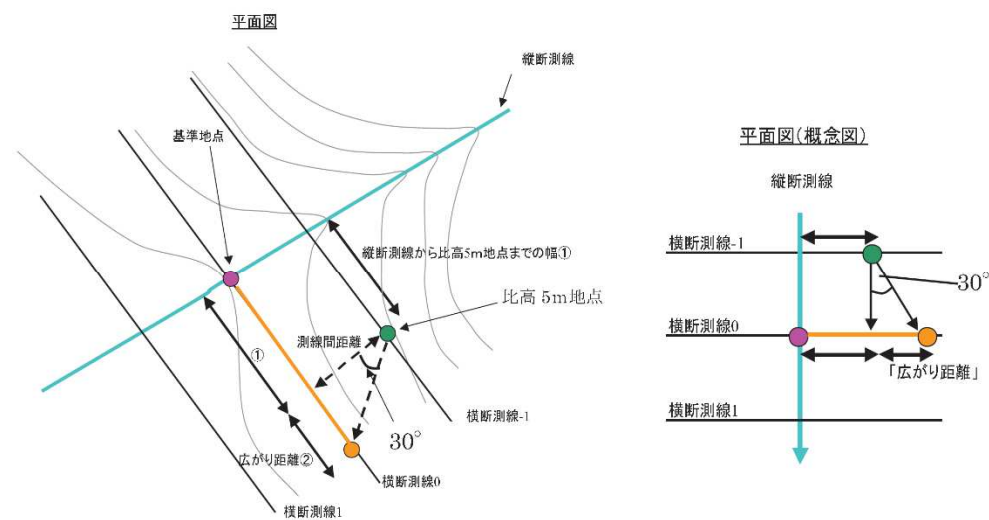 平面図
縦断測線
基準地点
縦断測線から比高5m地点までの幅①
比高 5m地点
測線間距離
①
広がり距離②
30°
横断測線-1
横断測線0
横断測線1
平面図(概念図)
縦断測線
横断測線-1
30°
横断測線0
「広がり距離」
横断測線1